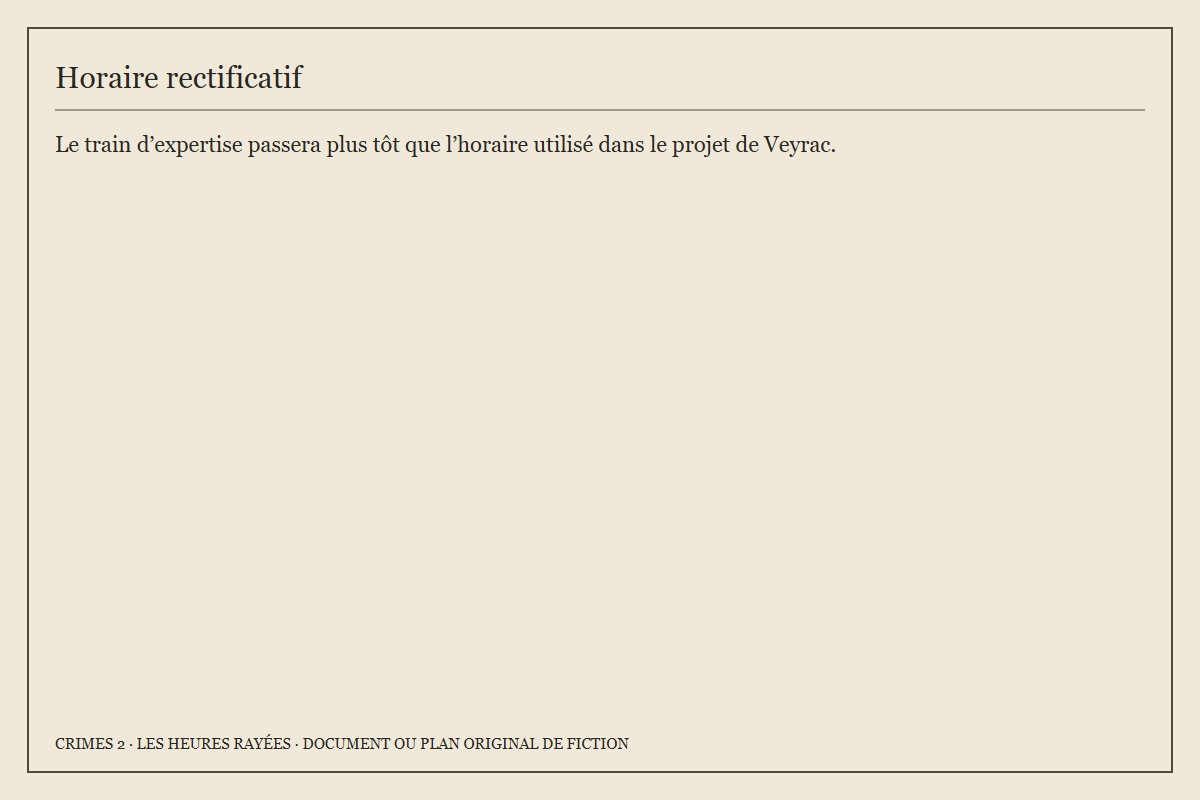 Horaire rectificatif
Le train d’expertise passera plus tôt que l’horaire utilisé dans le projet de Veyrac.
CRIMES 2 · LES HEURES RAYÉES · DOCUMENT OU PLAN ORIGINAL DE FICTION